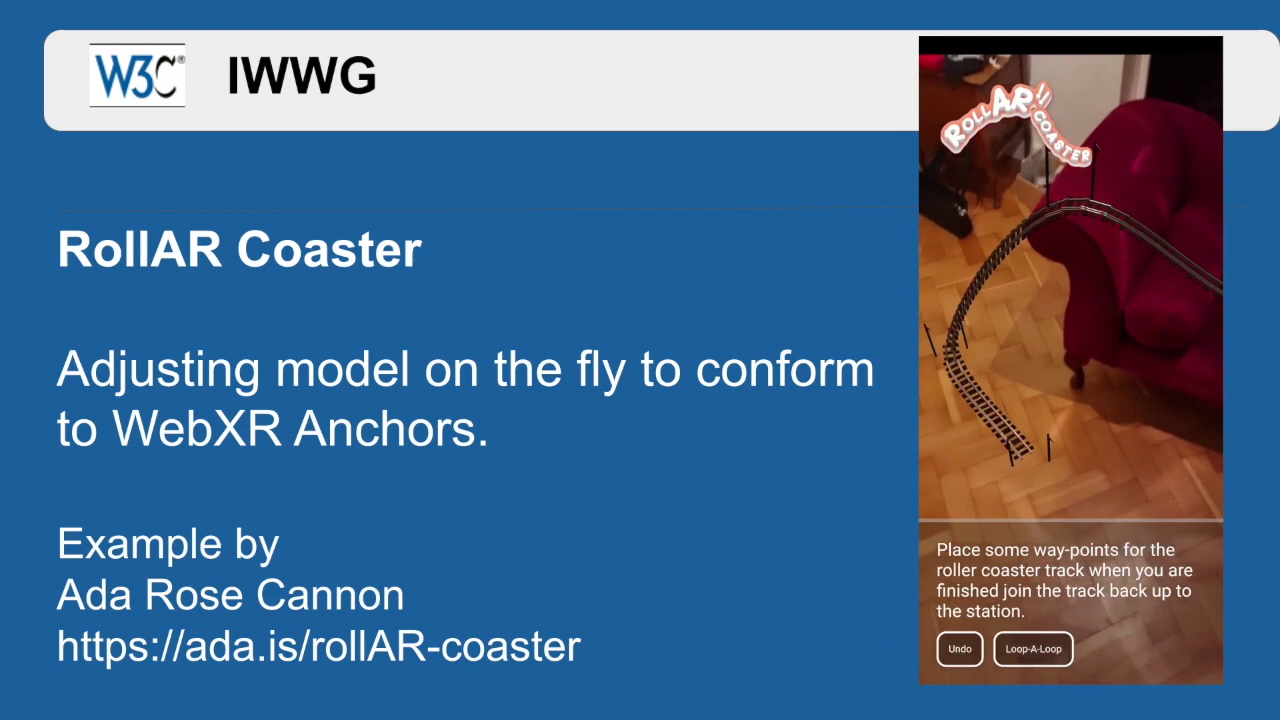 W3C®
IWWG
RollAR Coaster
Adjusting model on the fly to conform
to WebXR Anchors.
Example by
Ada Rose Cannon
https://ada.is/rollAR-coaster
ROLLAR!!
COASTER
Place some way-points for the
roller coaster track when you are
finished join the track back up to
the station.
Undo
Loop-A-Loop